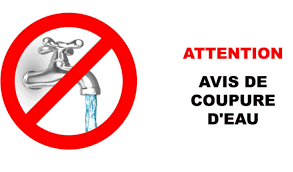 ATTENTION
AVIS DE
COUPURE
D'EAU